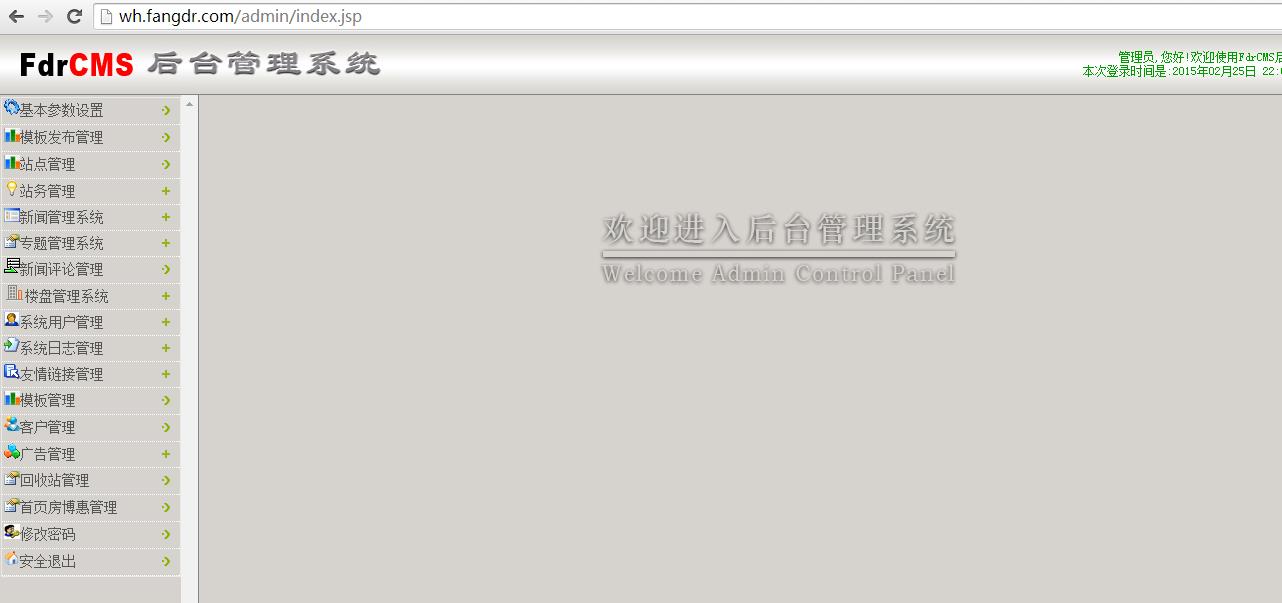 wh.fangdr.com/admin/index.jsp
FdrCMS 后台管理系统
管理员,您好!欢迎使用FdrCMS后
本次登录时间是:2015年02月25日 22:0
基本参数设置
模板发布管理
站点管理
站务管理
新闻管理系统
专题管理系统
新闻评论管理
楼盘管理系统
系统用户管理
系统日志管理
友情链接管理
模板管理
客户管理
广告管理
回收站管理
首页房博惠管理
修改密码
安全退出
欢迎进入后台管理系统
Welcome Admin Control Panel